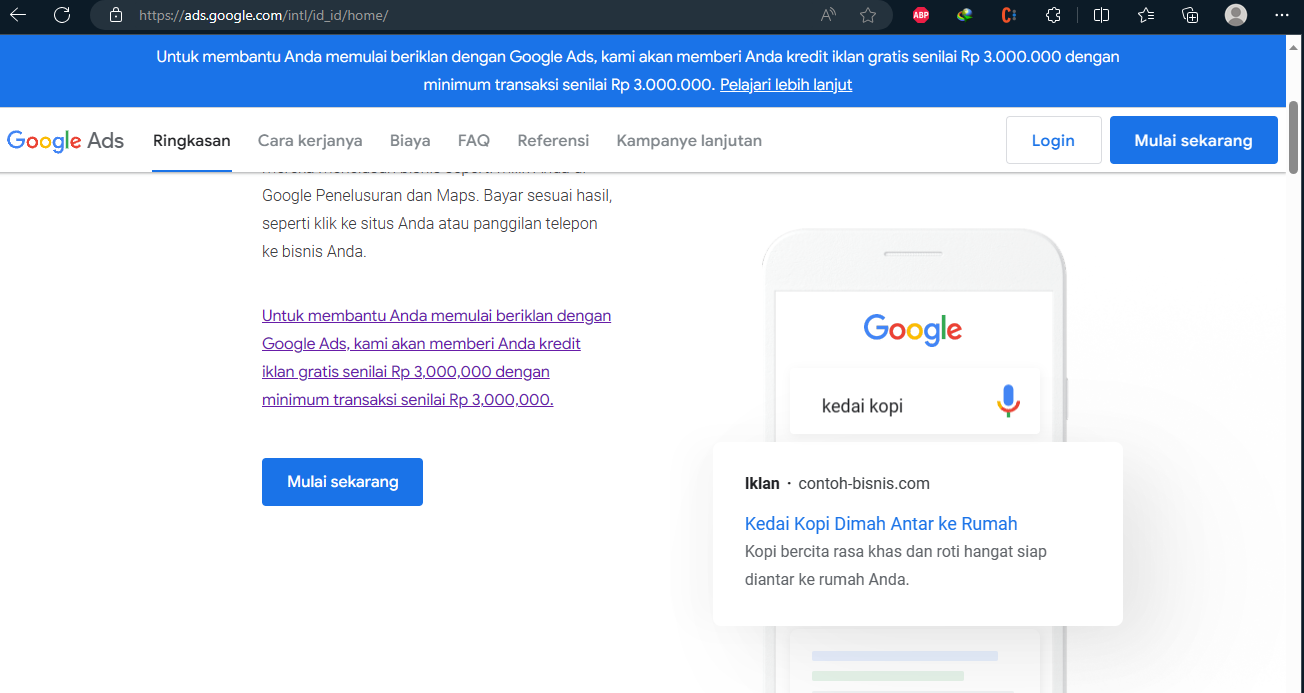 https://ads.google.com/intl/id_id/home/
ABP
Untuk membantu Anda memulai beriklan dengan Google Ads, kami akan memberi Anda kredit iklan gratis senilai Rp 3.000.000 dengan
minimum transaksi senilai Rp 3.000.000. Pelajari lebih lanjut
Google Ads
Ringkasan
Cara kerjanya
Biaya
FAQ
Referensi
Kampanye lanjutan
Login
Mulai sekarang
Google Penelusuran dan Maps. Bayar sesuai hasil,
seperti klik ke situs Anda atau panggilan telepon
ke bisnis Anda.
Untuk membantu Anda memulai beriklan dengan
Google Ads, kami akan memberi Anda kredit
iklan gratis senilai Rp 3,000,000 dengan
minimum transaksi senilai Rp 3,000,000.
Mulai sekarang
Google
kedai kopi
Iklan · contoh-bisnis.com
Kedai Kopi Dimah Antar ke Rumah
Kopi bercita rasa khas dan roti hangat siap
diantar ke rumah Anda.